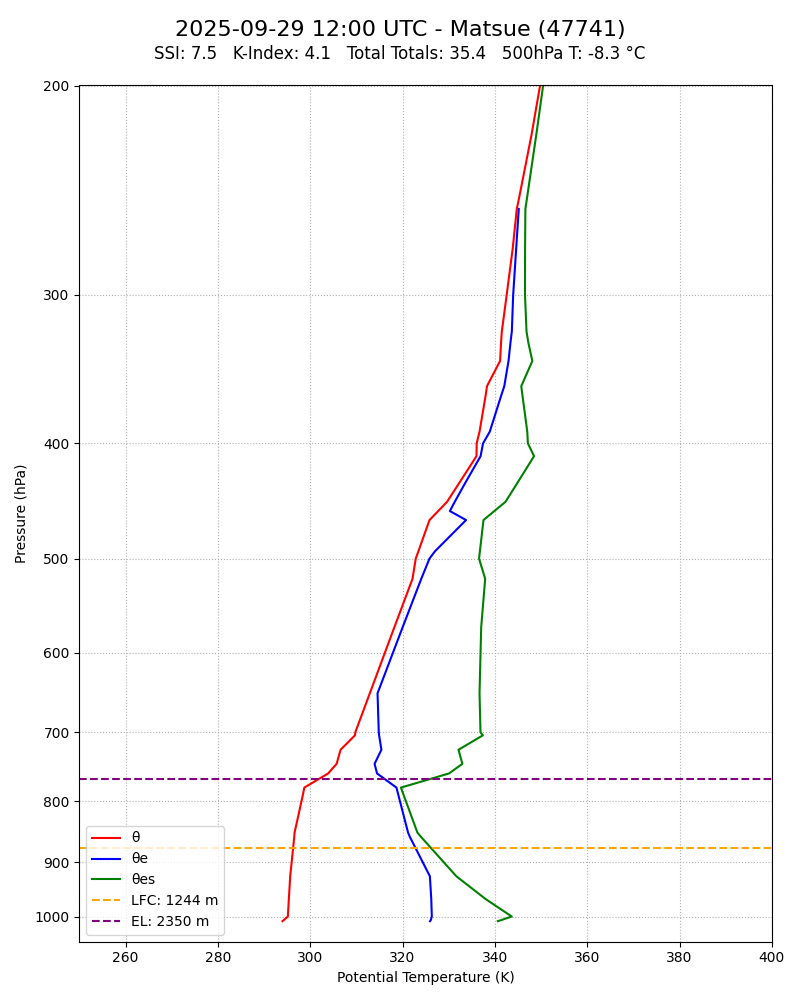 2025-09-29 12:00 UTC - Matsue (47741)
SSI: 7.5   K-Index: 4.1   Total Totals: 35.4   500hPa T: -8.3 °C
200
300
400
500
600
700
800
900
1000
Pressure (hPa)
θ
θe
θes
LFC: 1244 m
EL: 2350 m
260
280
300
320
340
360
380
400
Potential Temperature (K)